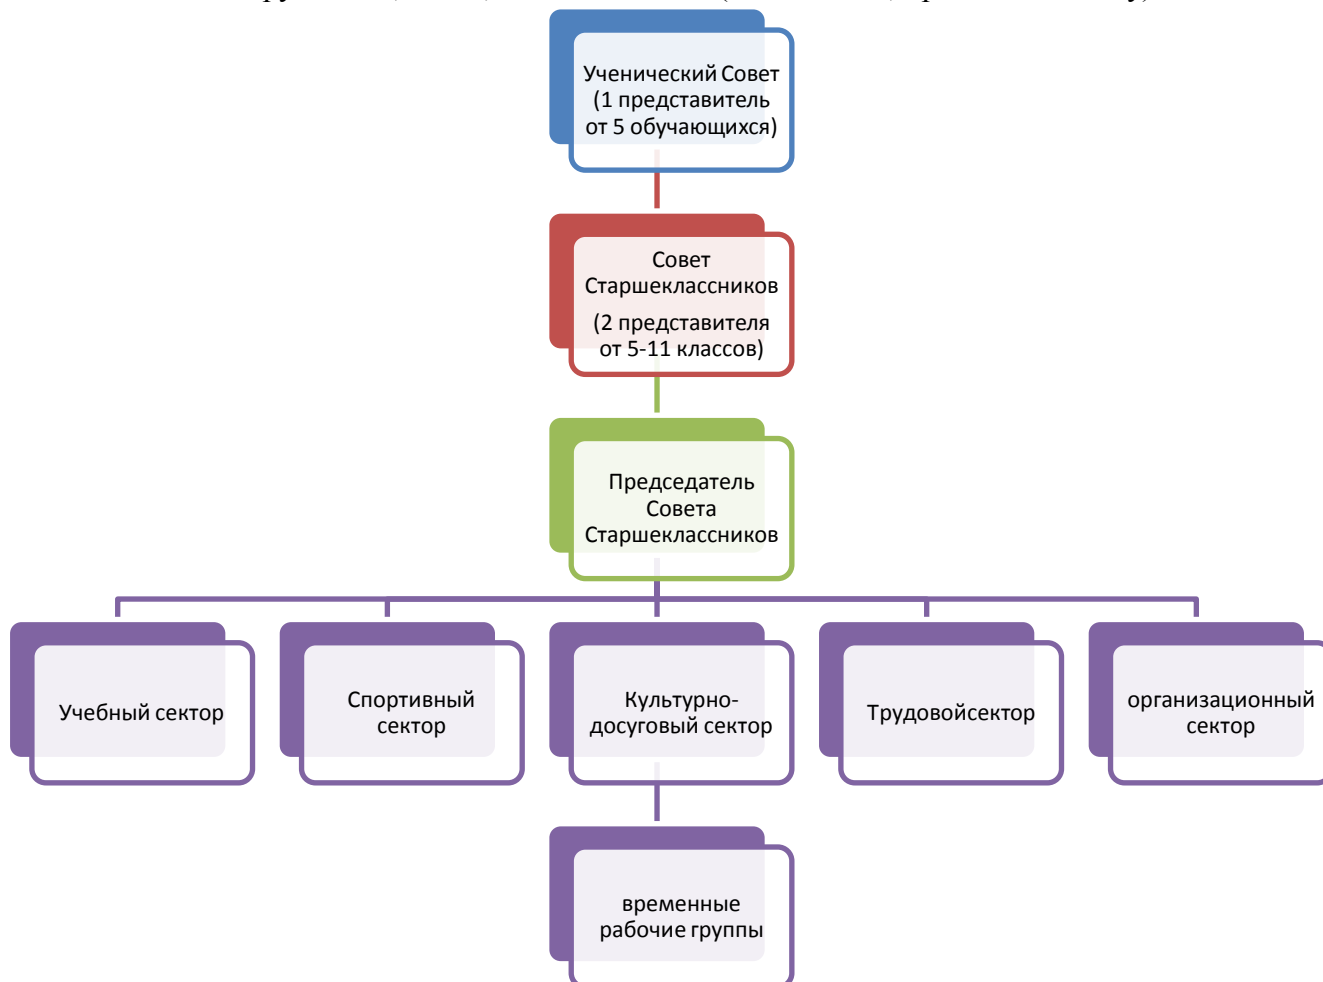 Ученический Совет
(1 представитель
от 5 обучающихся)
Совет
Старшеклассников
(2 представителя
от 5-11 классов)
Председатель
Совета
Старшеклассников
Учебный сектор
Спортивный
сектор
Культурно-
досуговый сектор
Трудовойсектор
организационный
сектор
временные
рабочие группы